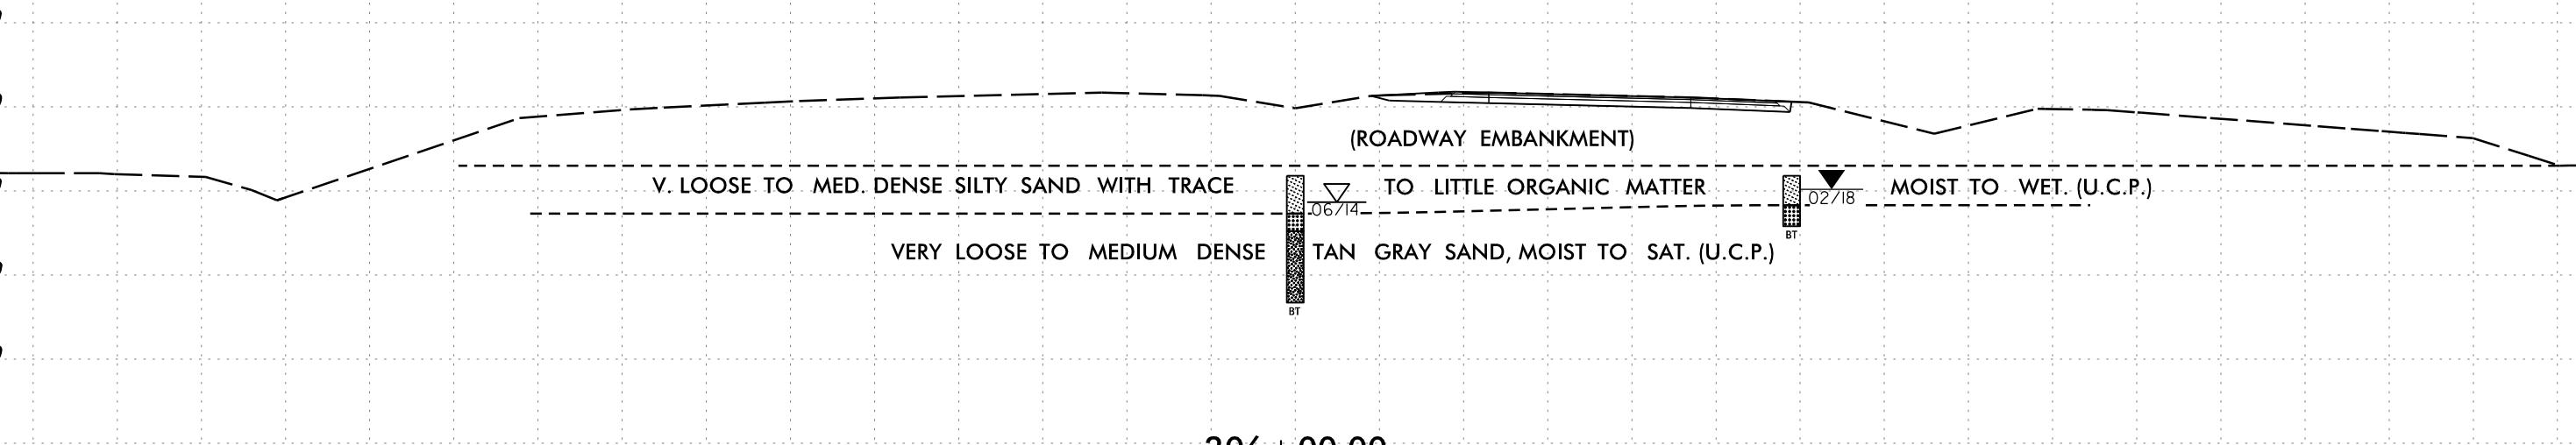 (ROADWAY EMBANKMENT)
V. LOOSE TO MED. DENSE SILTY SAND WITH TRACE TO LITTLE ORGANIC MATTER MOIST TO WET. (U.C.P.)
06/14
02/18
BT
VERY LOOSE TO MEDIUM DENSE TAN GRAY SAND, MOIST TO SAT. (U.C.P.)
BT